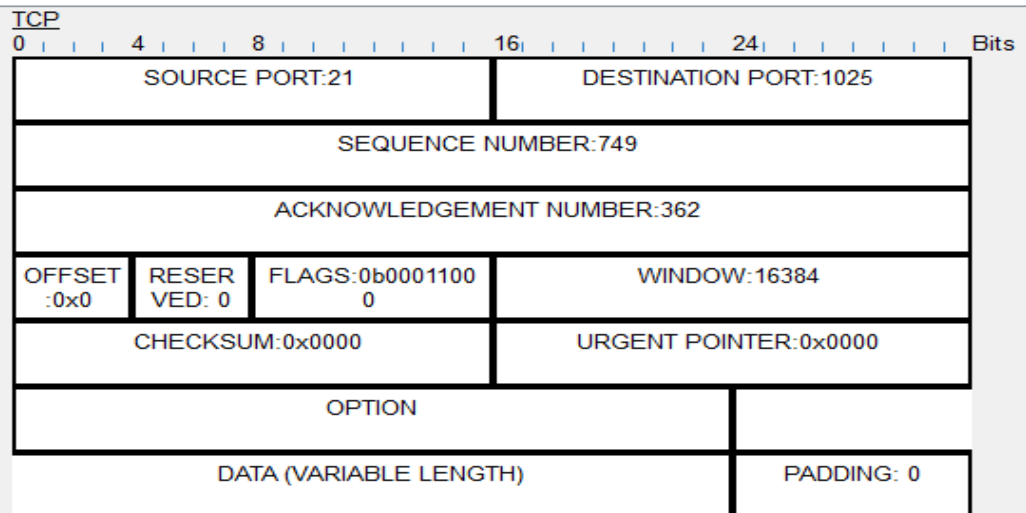 TCP
0 4 8 16 24 Bits
SOURCE PORT:21 DESTINATION PORT:1025
SEQUENCE NUMBER:749
ACKNOWLEDGEMENT NUMBER:362
OFFSET RESER FLAGS:0b0001100 WINDOW:16384
:0x0 VED: 0 0
CHECKSUM:0x0000 URGENT POINTER:0x0000
OPTION
DATA (VARIABLE LENGTH) PADDING: 0